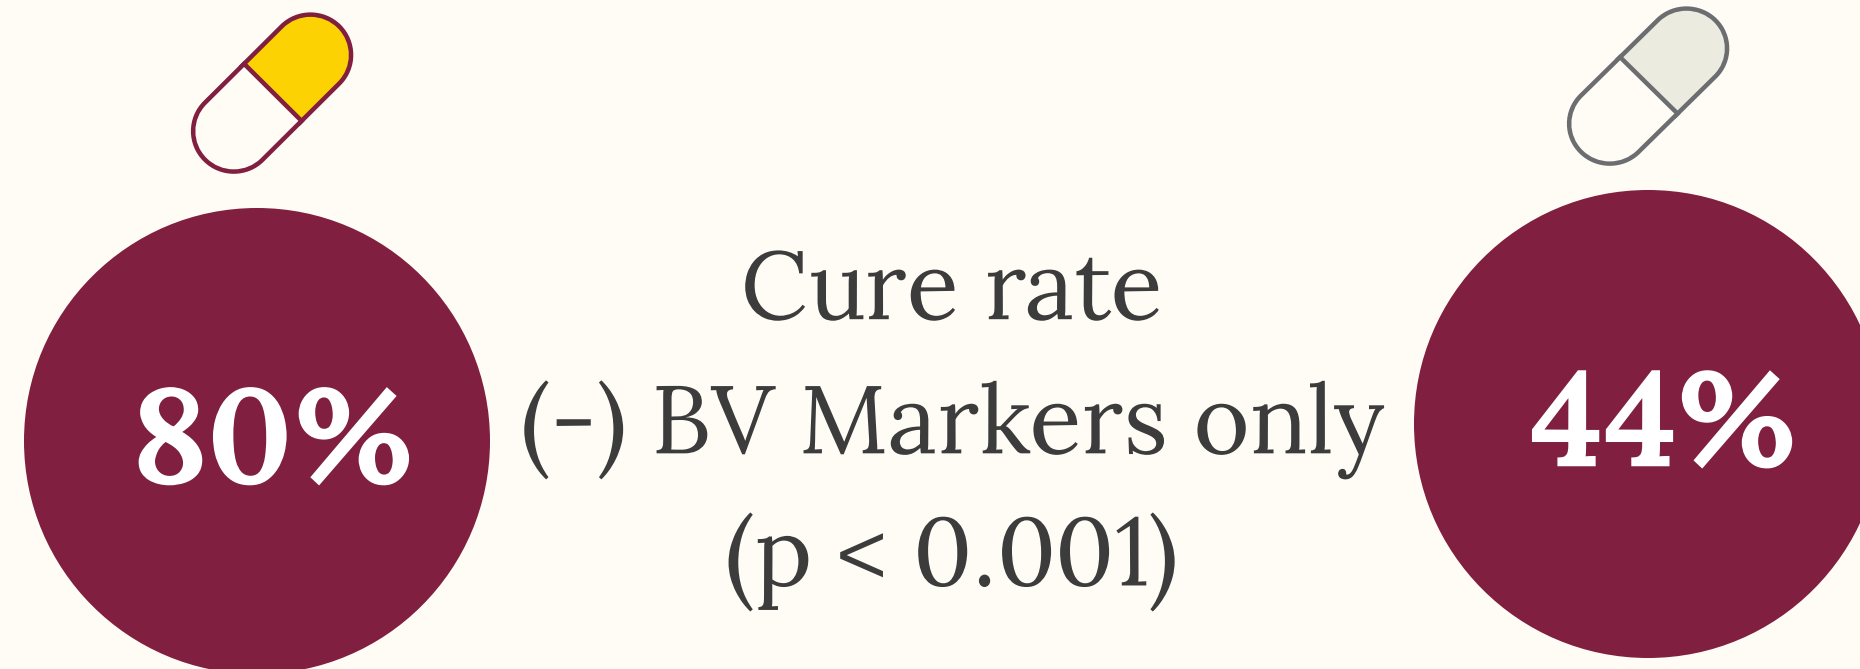 80%
Cure rate
(-) BV Markers only
(p < 0.001)
44%